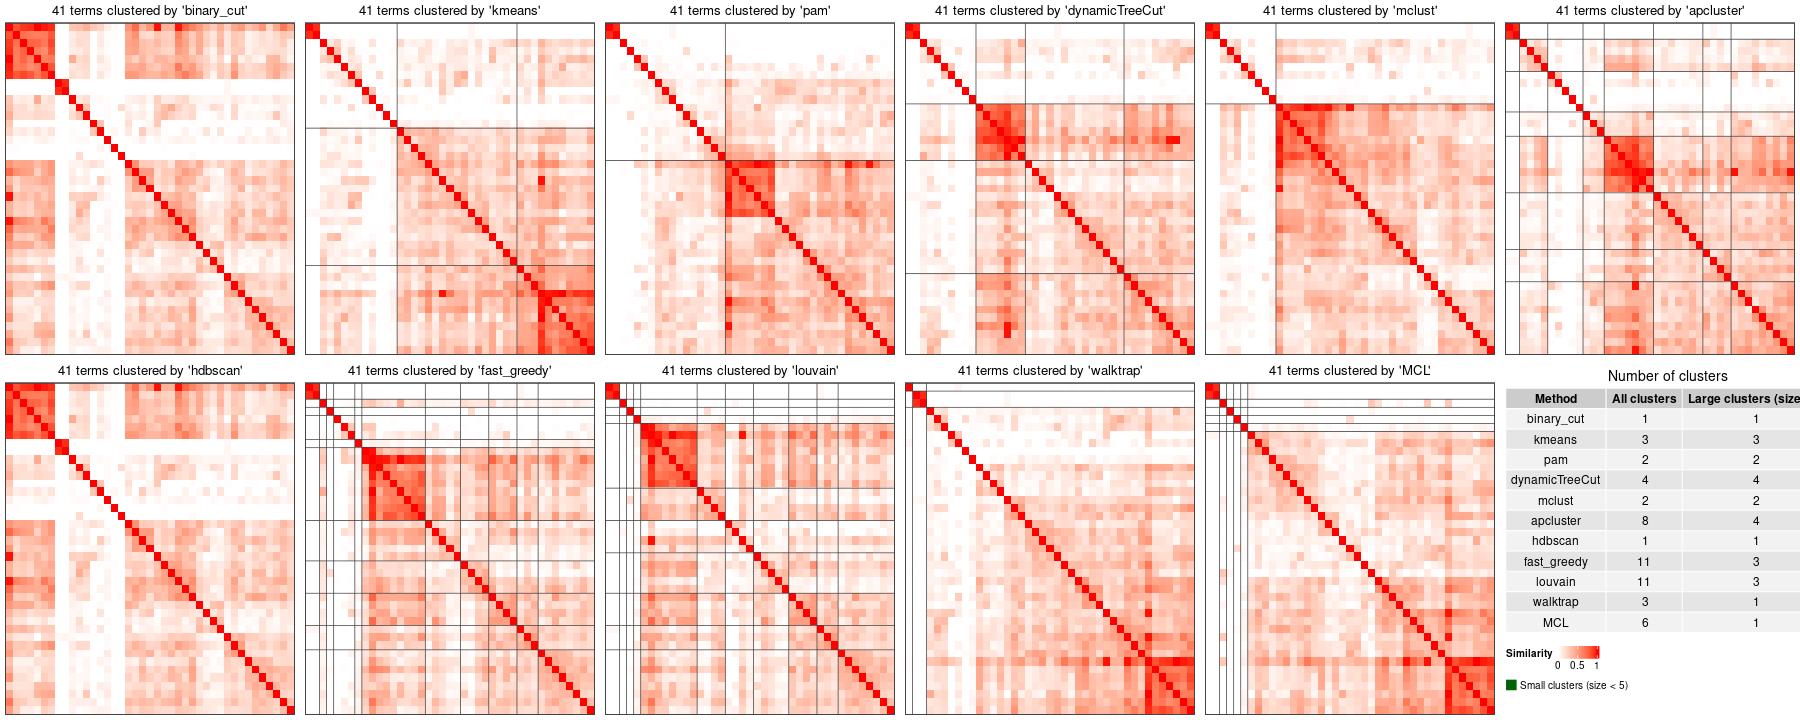 41 terms clustered by 'binary_cut'
41 terms clustered by 'kmeans'
41 terms clustered by 'pam'
41 terms clustered by 'dynamicTreeCut'
41 terms clustered by 'mclust'
41 terms clustered by 'apcluster'
41 terms clustered by 'hdbscan'
41 terms clustered by 'fast_greedy'
41 terms clustered by 'louvain'
41 terms clustered by 'walktrap'
41 terms clustered by 'MCL'
Number of clusters
Method All clusters Large clusters (size
binary_cut 1 1
kmeans 3 3
pam 2 2
dynamicTreeCut 4 4
mclust 2 2
apcluster 8 4
hdbscan 1 1
fast_greedy 11 3
louvain 11 3
walktrap 3 1
MCL 6 1
Similarity
0 0.5 1
Small clusters (size < 5)